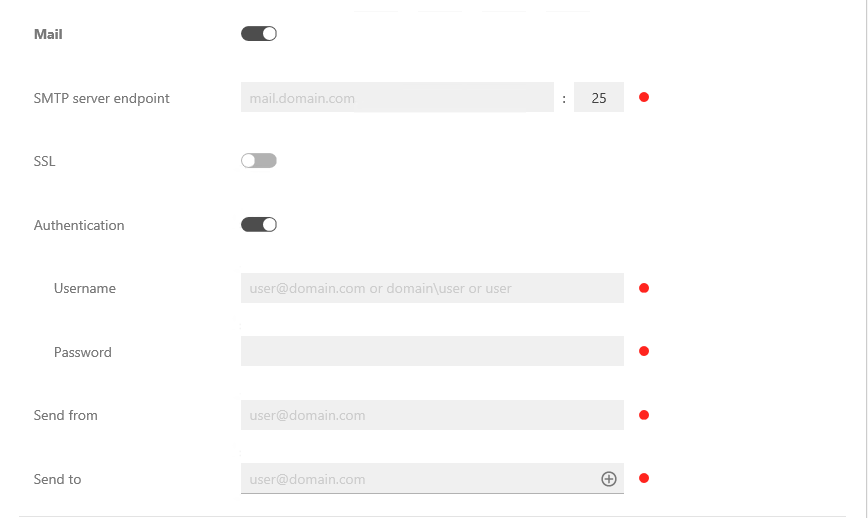 Mail
SMTP server endpoint mail.domain.com : 25
SSL
Authentication
Username user@domain.com or domain\user or user
Password
Send from user@domain.com
Send to user@domain.com